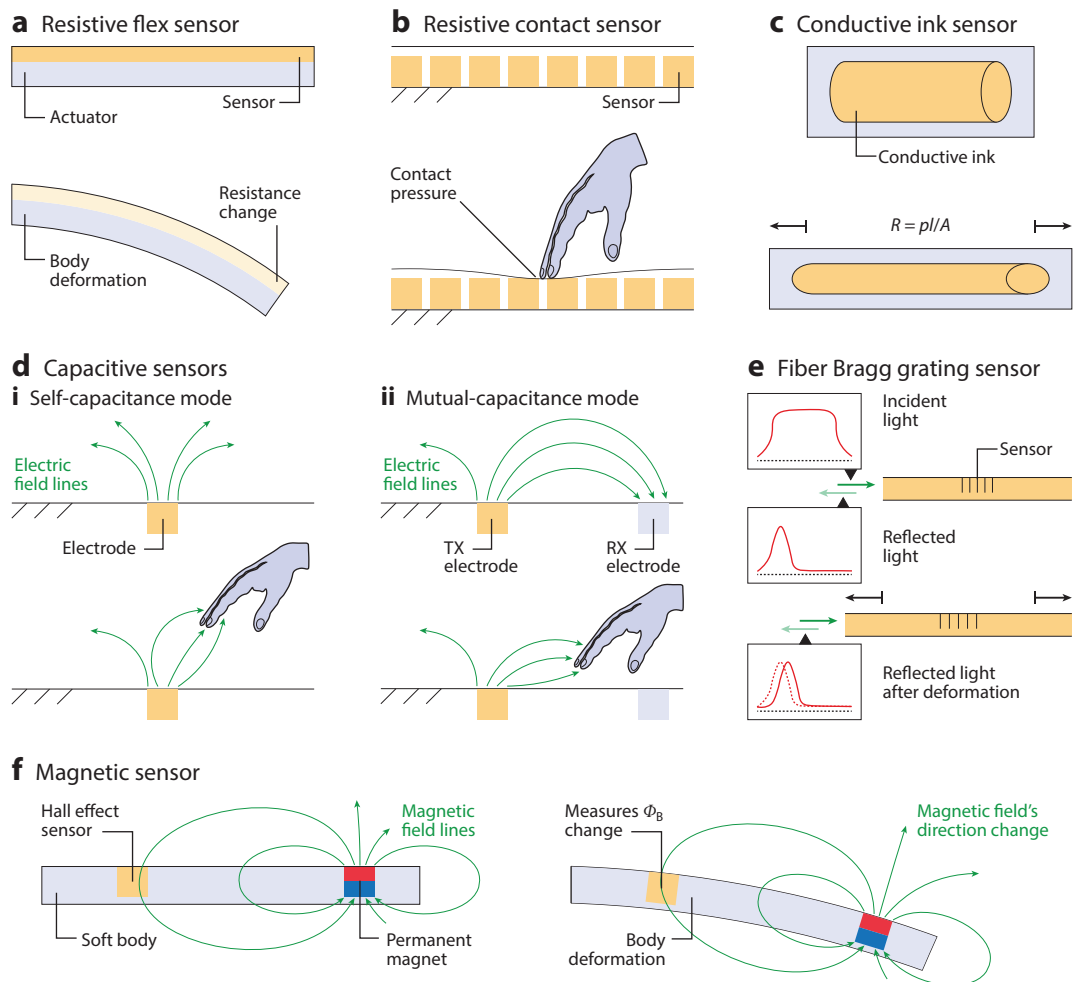 a Resistive flex sensor
Sensor
Actuator
Resistance
change
Body
deformation
b Resistive contact sensor
Sensor
Contact
pressure
c Conductive ink sensor
Conductive ink
R = pl/A
d Capacitive sensors
i Self-capacitance mode
Electric
field lines
Electrode
ii Mutual-capacitance mode
Electric
field lines
TX
electrode
RX
electrode
e Fiber Bragg grating sensor
Incident
light
Sensor
Reflected
light
Reflected light
after deformation
f Magnetic sensor
Hall effect
sensor
Magnetic
field lines
Soft body
Permanent
magnet
Measures ΦB
change
Magnetic field's
direction change
Body
deformation